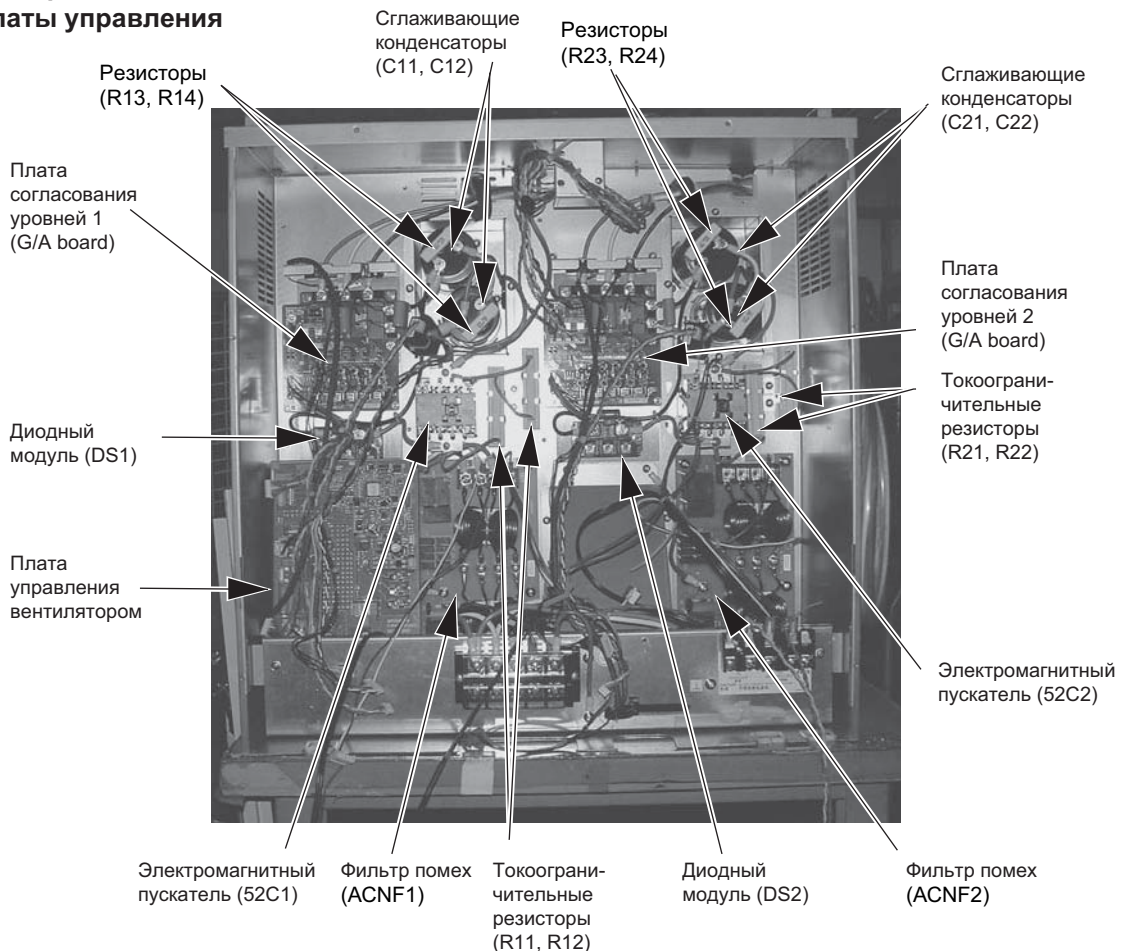 латы управления
Сглаживающие
конденсаторы
(C11, C12)
Резисторы
(R23, R24)
Резисторы
(R13, R14)
Сглаживающие
конденсаторы
(C21, C22)
Плата
согласования
уровней 1
(G/A board)
Плата
согласования
уровней 2
(G/A board)
Токоограни-
чительные
резисторы
(R21, R22)
Диодный
модуль (DS1)
Плата
управления
вентилятором
Электромагнитный
пускатель (52C2)
Электромагнитный
пускатель (52C1)
Фильтр помех
(ACNF1)
Токоограни-
чительные
резисторы
(R11, R12)
Диодный
модуль (DS2)
Фильтр помех
(ACNF2)